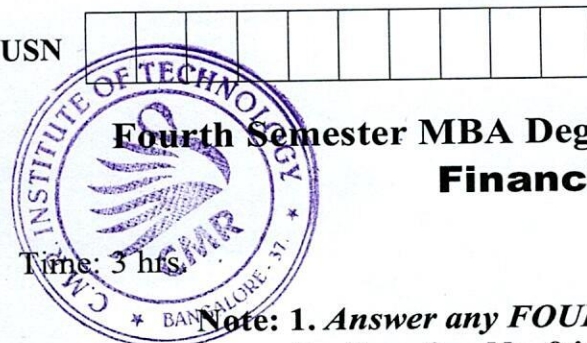 USN
C.M.R. INSTITUTE OF TECHNOLOGY
CMR
* BANGALORE - 37. *
Fourth Semester MBA Deg
Financ
Time: 3 hrs.
Note: 1. Answer any FOU